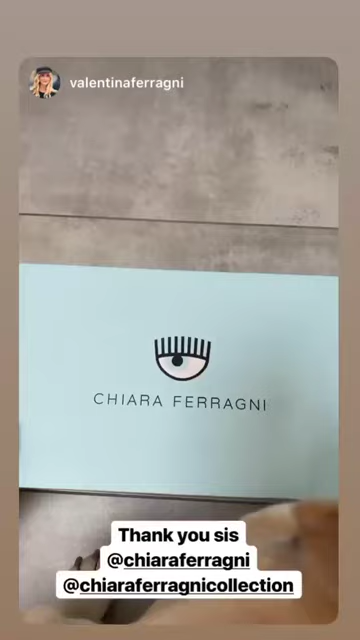 valentinaferragni
CHIARA FERRAGNI
Thank you sis
@chiaraferragni
@chiaraferragnicollection